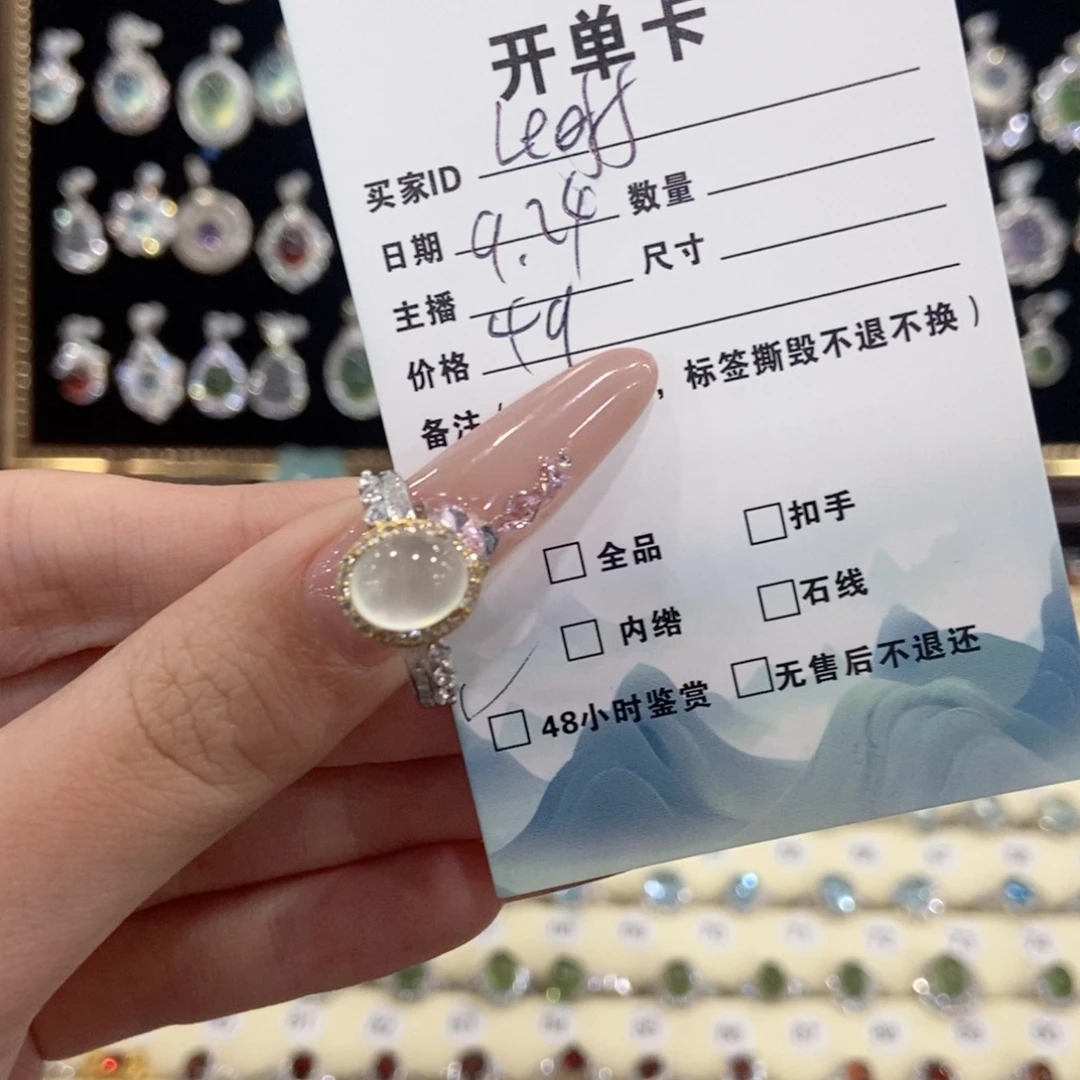 开单卡
买家ID Leaf
日期 9.24 数量
主播 尺寸
价格 49
备注( ，标签撕毁不退不换)
□ 全品 □扣手
□ 内绺 □石线
□ 48小时鉴赏 □无售后不退还